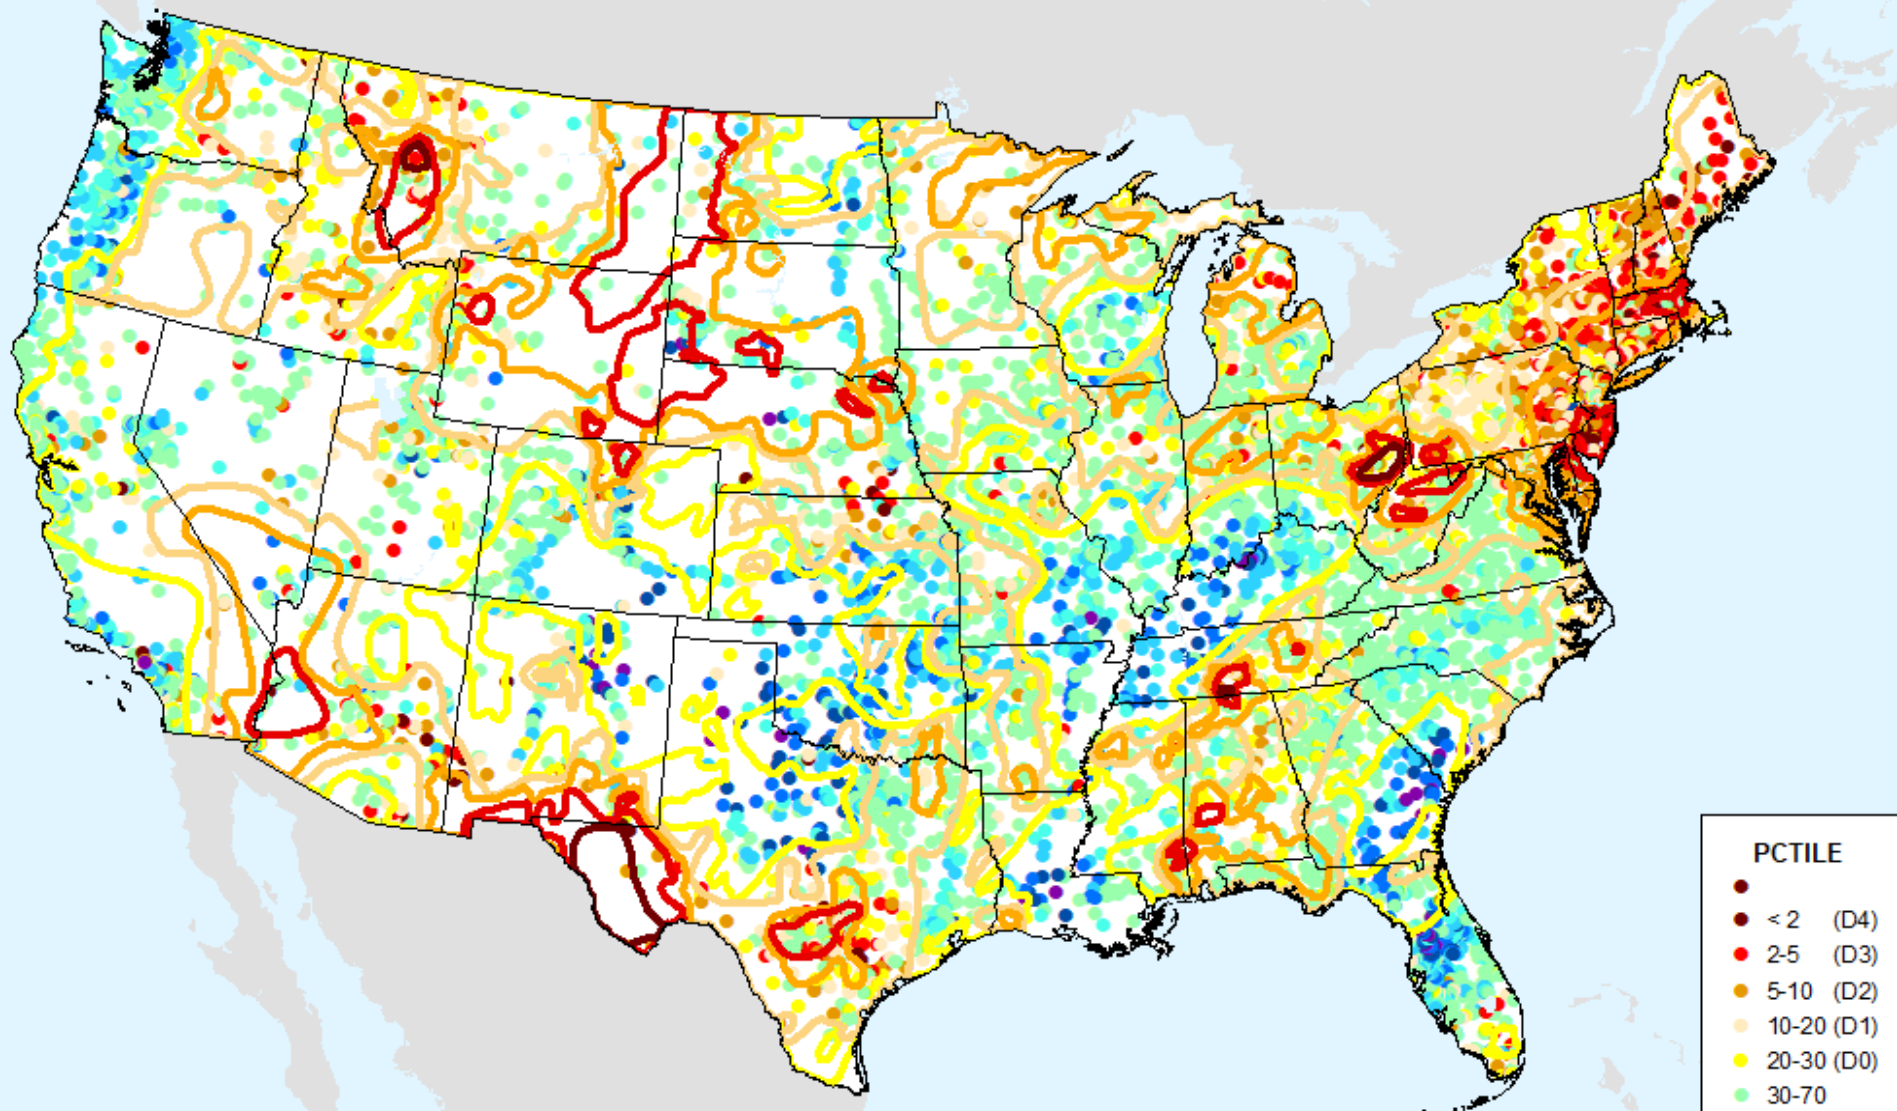 PCTILE
< 2 (D4)
2-5 (D3)
5-10 (D2)
10-20 (D1)
20-30 (D0)
30-70